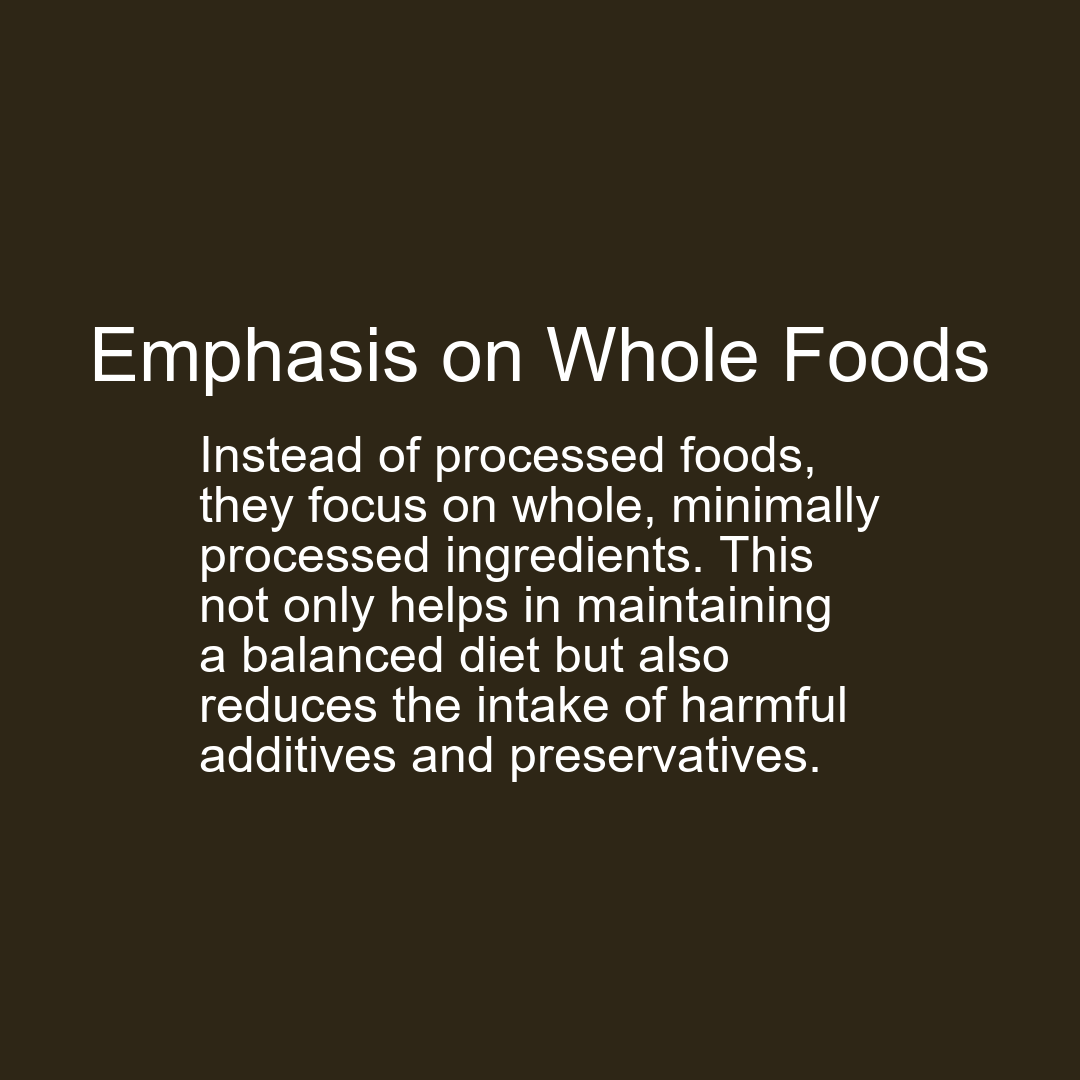 Emphasis on Whole Foods
Instead of processed foods,
they focus on whole, minimally
processed ingredients. This
not only helps in maintaining
a balanced diet but also
reduces the intake of harmful
additives and preservatives.